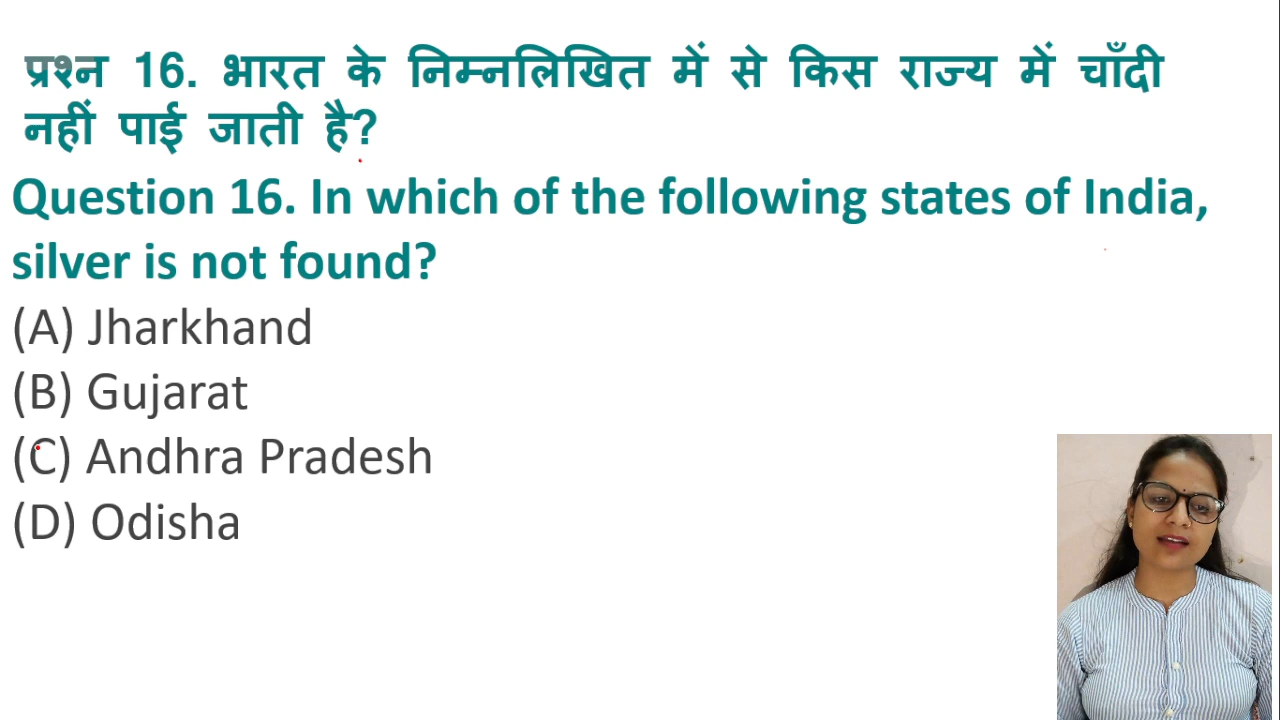 प्रश्न 16. भारत के निम्नलिखित में से किस राज्य में चाँदी
नहीं पाई जाती है?
Question 16. In which of the following states of India,
silver is not found?
(A) Jharkhand
(B) Gujarat
(C) Andhra Pradesh
(D) Odisha